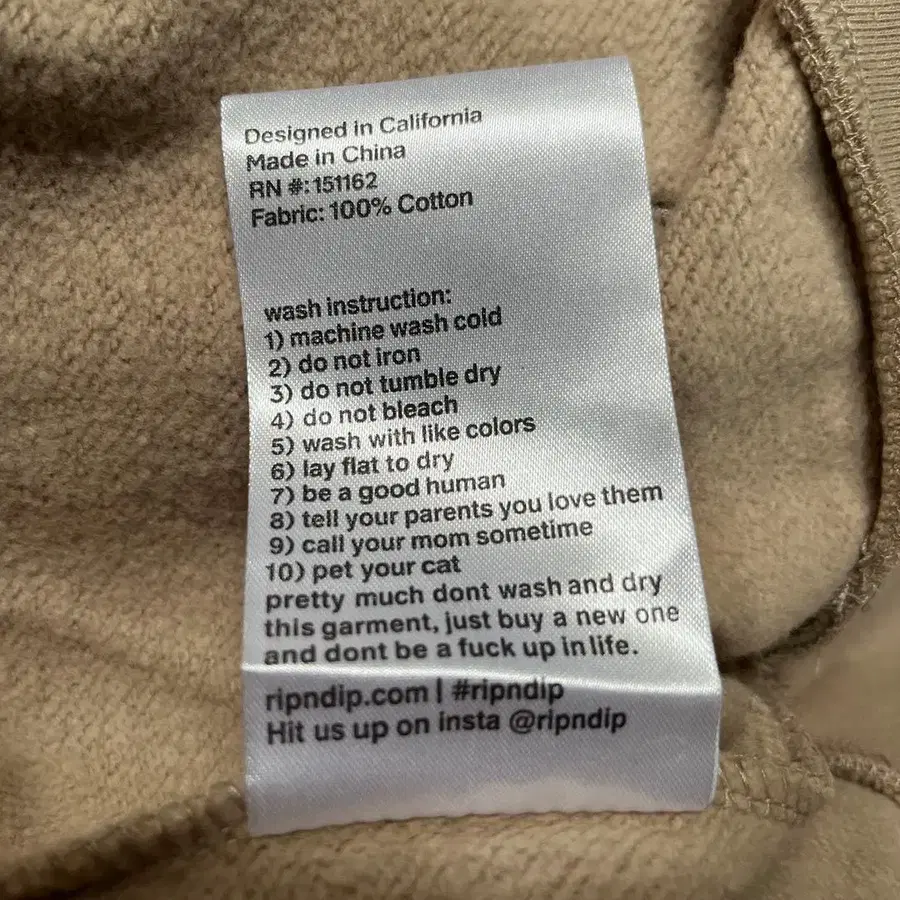 Designed in California
Made in China
RN #: 151162
Fabric: 100% Cotton
wash instruction:
1) machine wash cold
2) do not iron
3) do not tumble dry
4) do not bleach
5) wash with like colors
6) lay flat to dry
7) be a good human
8) tell your parents you love them
9) call your mom sometime
10) pet your cat
pretty much dont wash and dry
this garment, just buy a new one
and dont be a fuck up in life.
ripndip.com | #ripndip
Hit us up on insta @ripndip